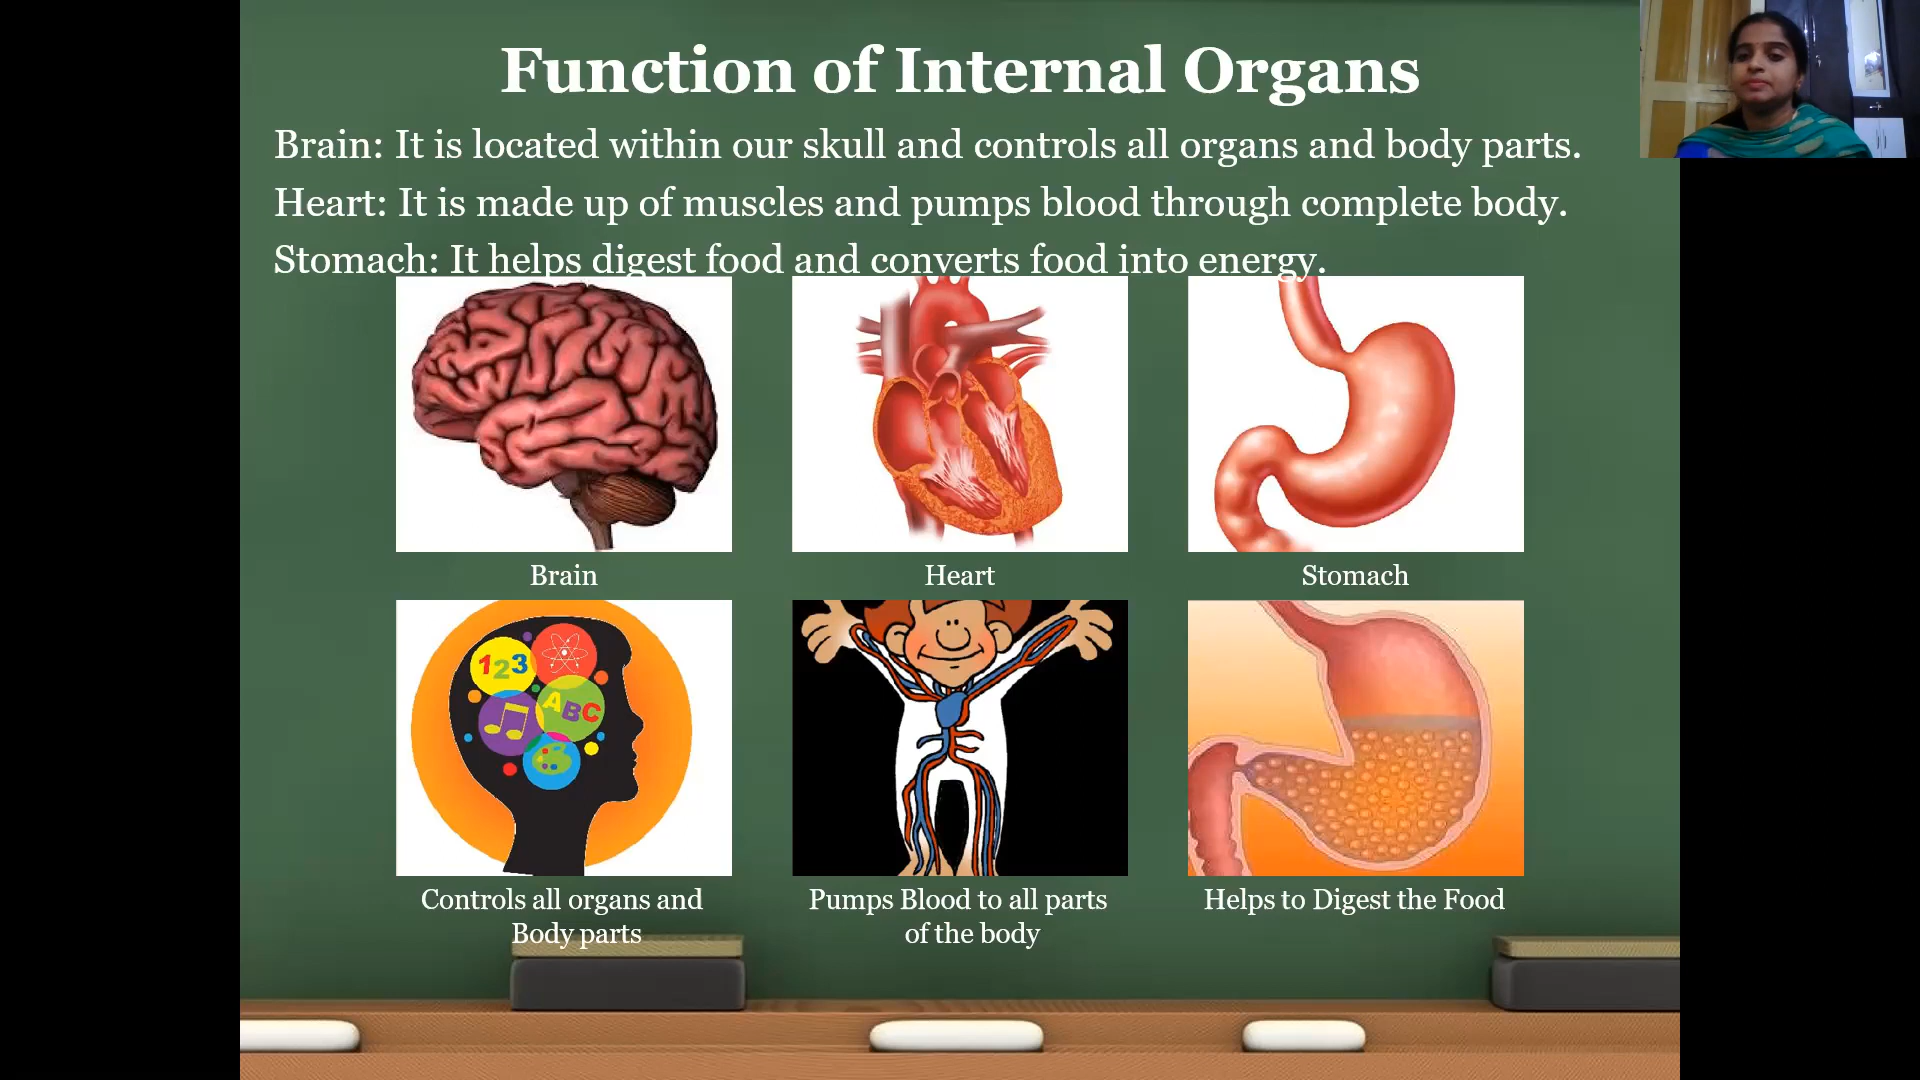 Function of Internal Organs
Brain: It is located within our skull and controls all organs and body parts.
Heart: It is made up of muscles and pumps blood through complete body.
Stomach: It helps digest food and converts food into energy.
Brain
Heart
Stomach
123
ABC
Controls all organs and
Body parts
Pumps Blood to all parts
of the body
Helps to Digest the Food